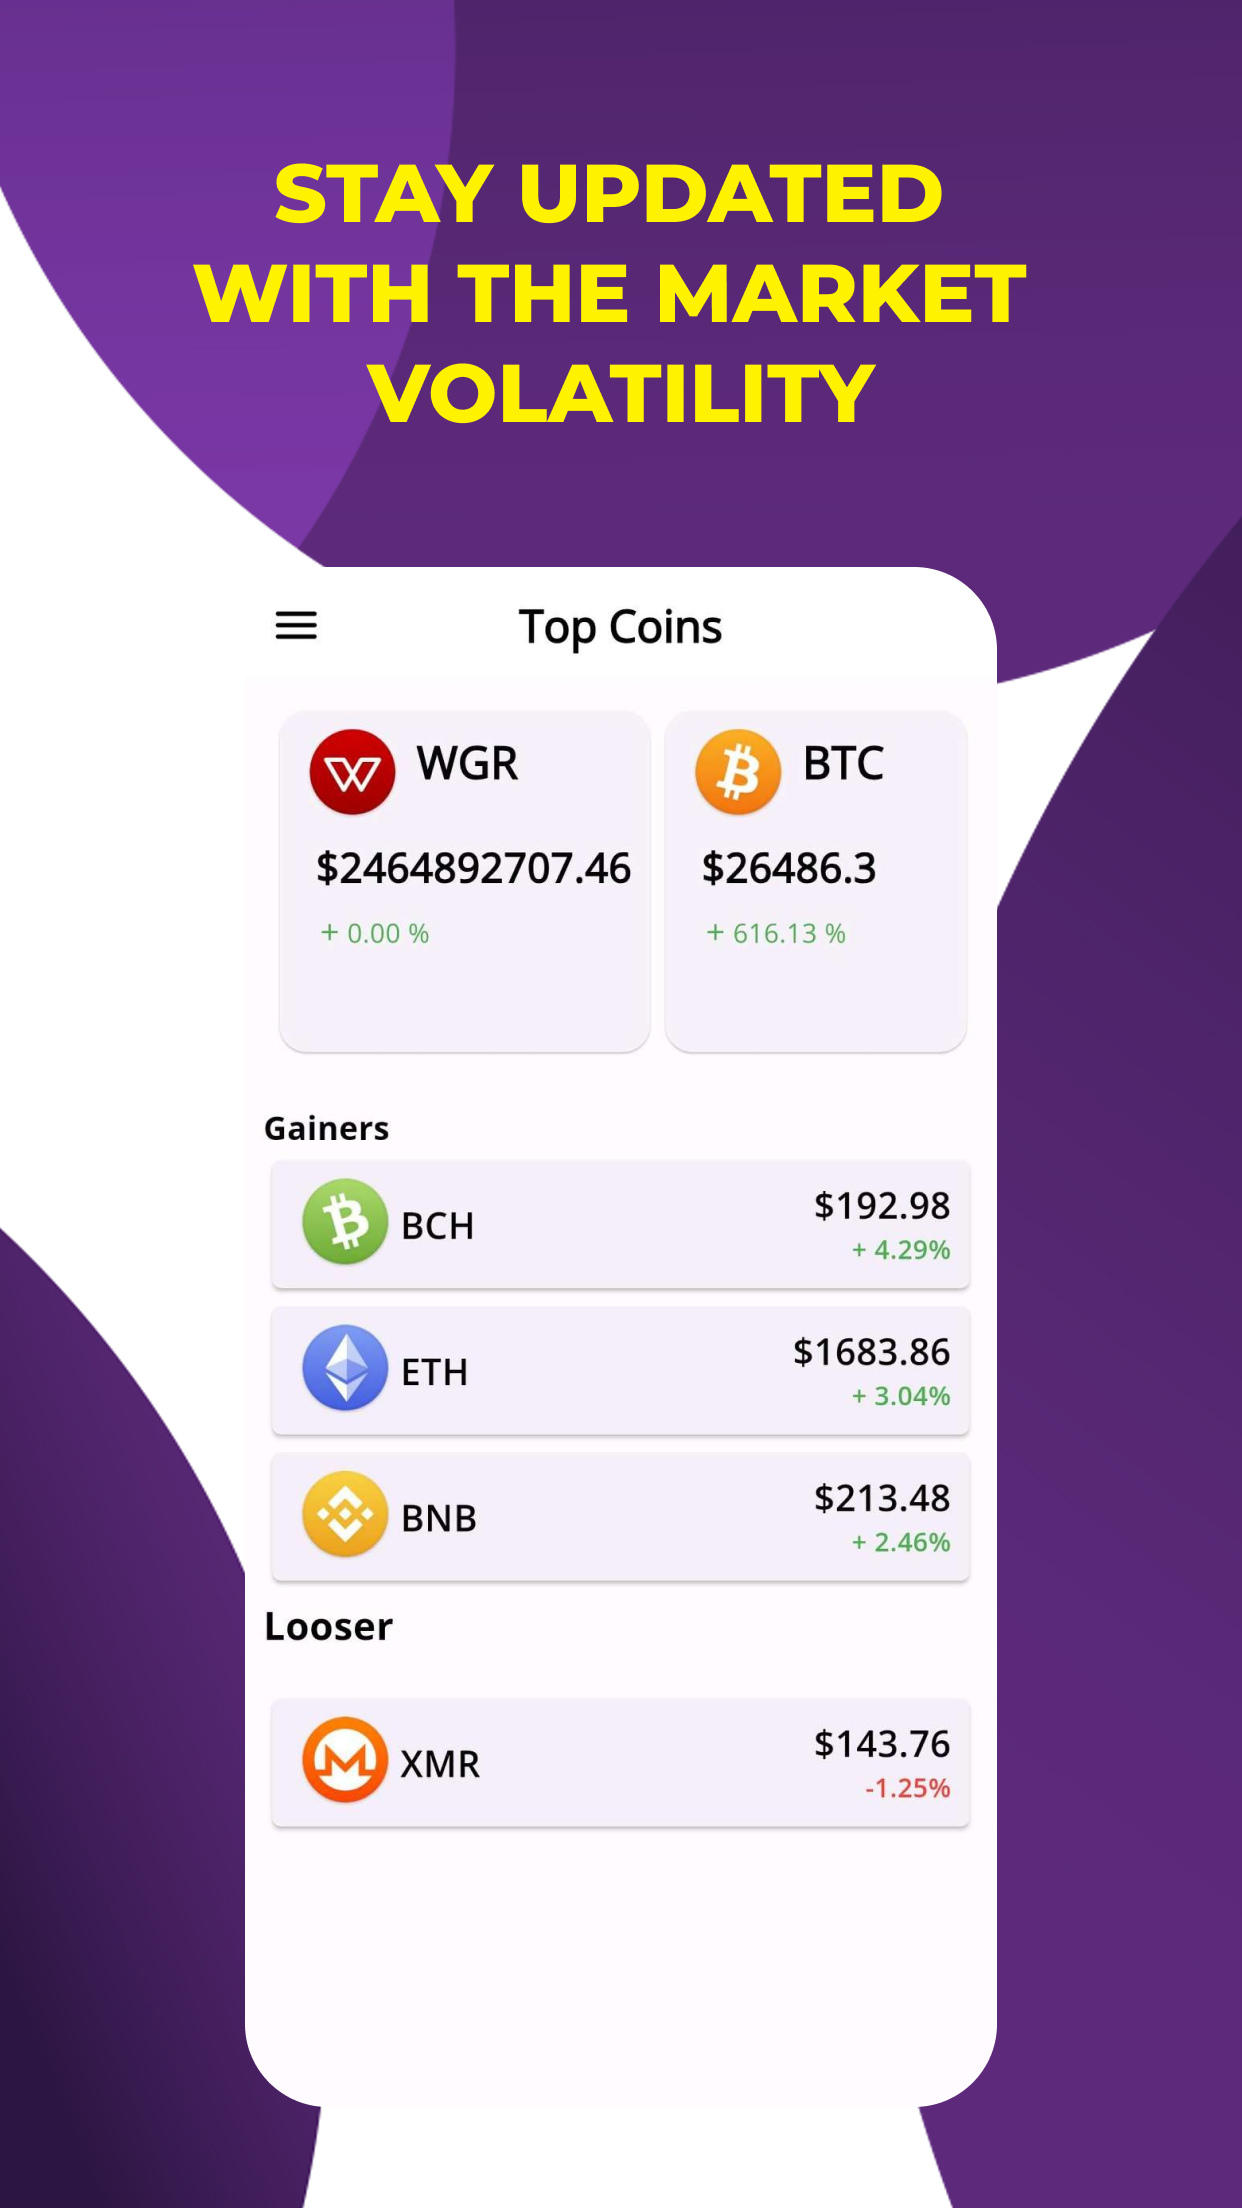 STAY UPDATED
WITH THE MARKET
VOLATILITY
Top Coins
WGR
$2464892707.46
+ 0.00 %
BTC
$26486.3
+ 616.13 %
Gainers
BCH
$192.98
+ 4.29%
ETH
$1683.86
+ 3.04%
BNB
$213.48
+ 2.46%
Looser
XMR
$143.76
-1.25%